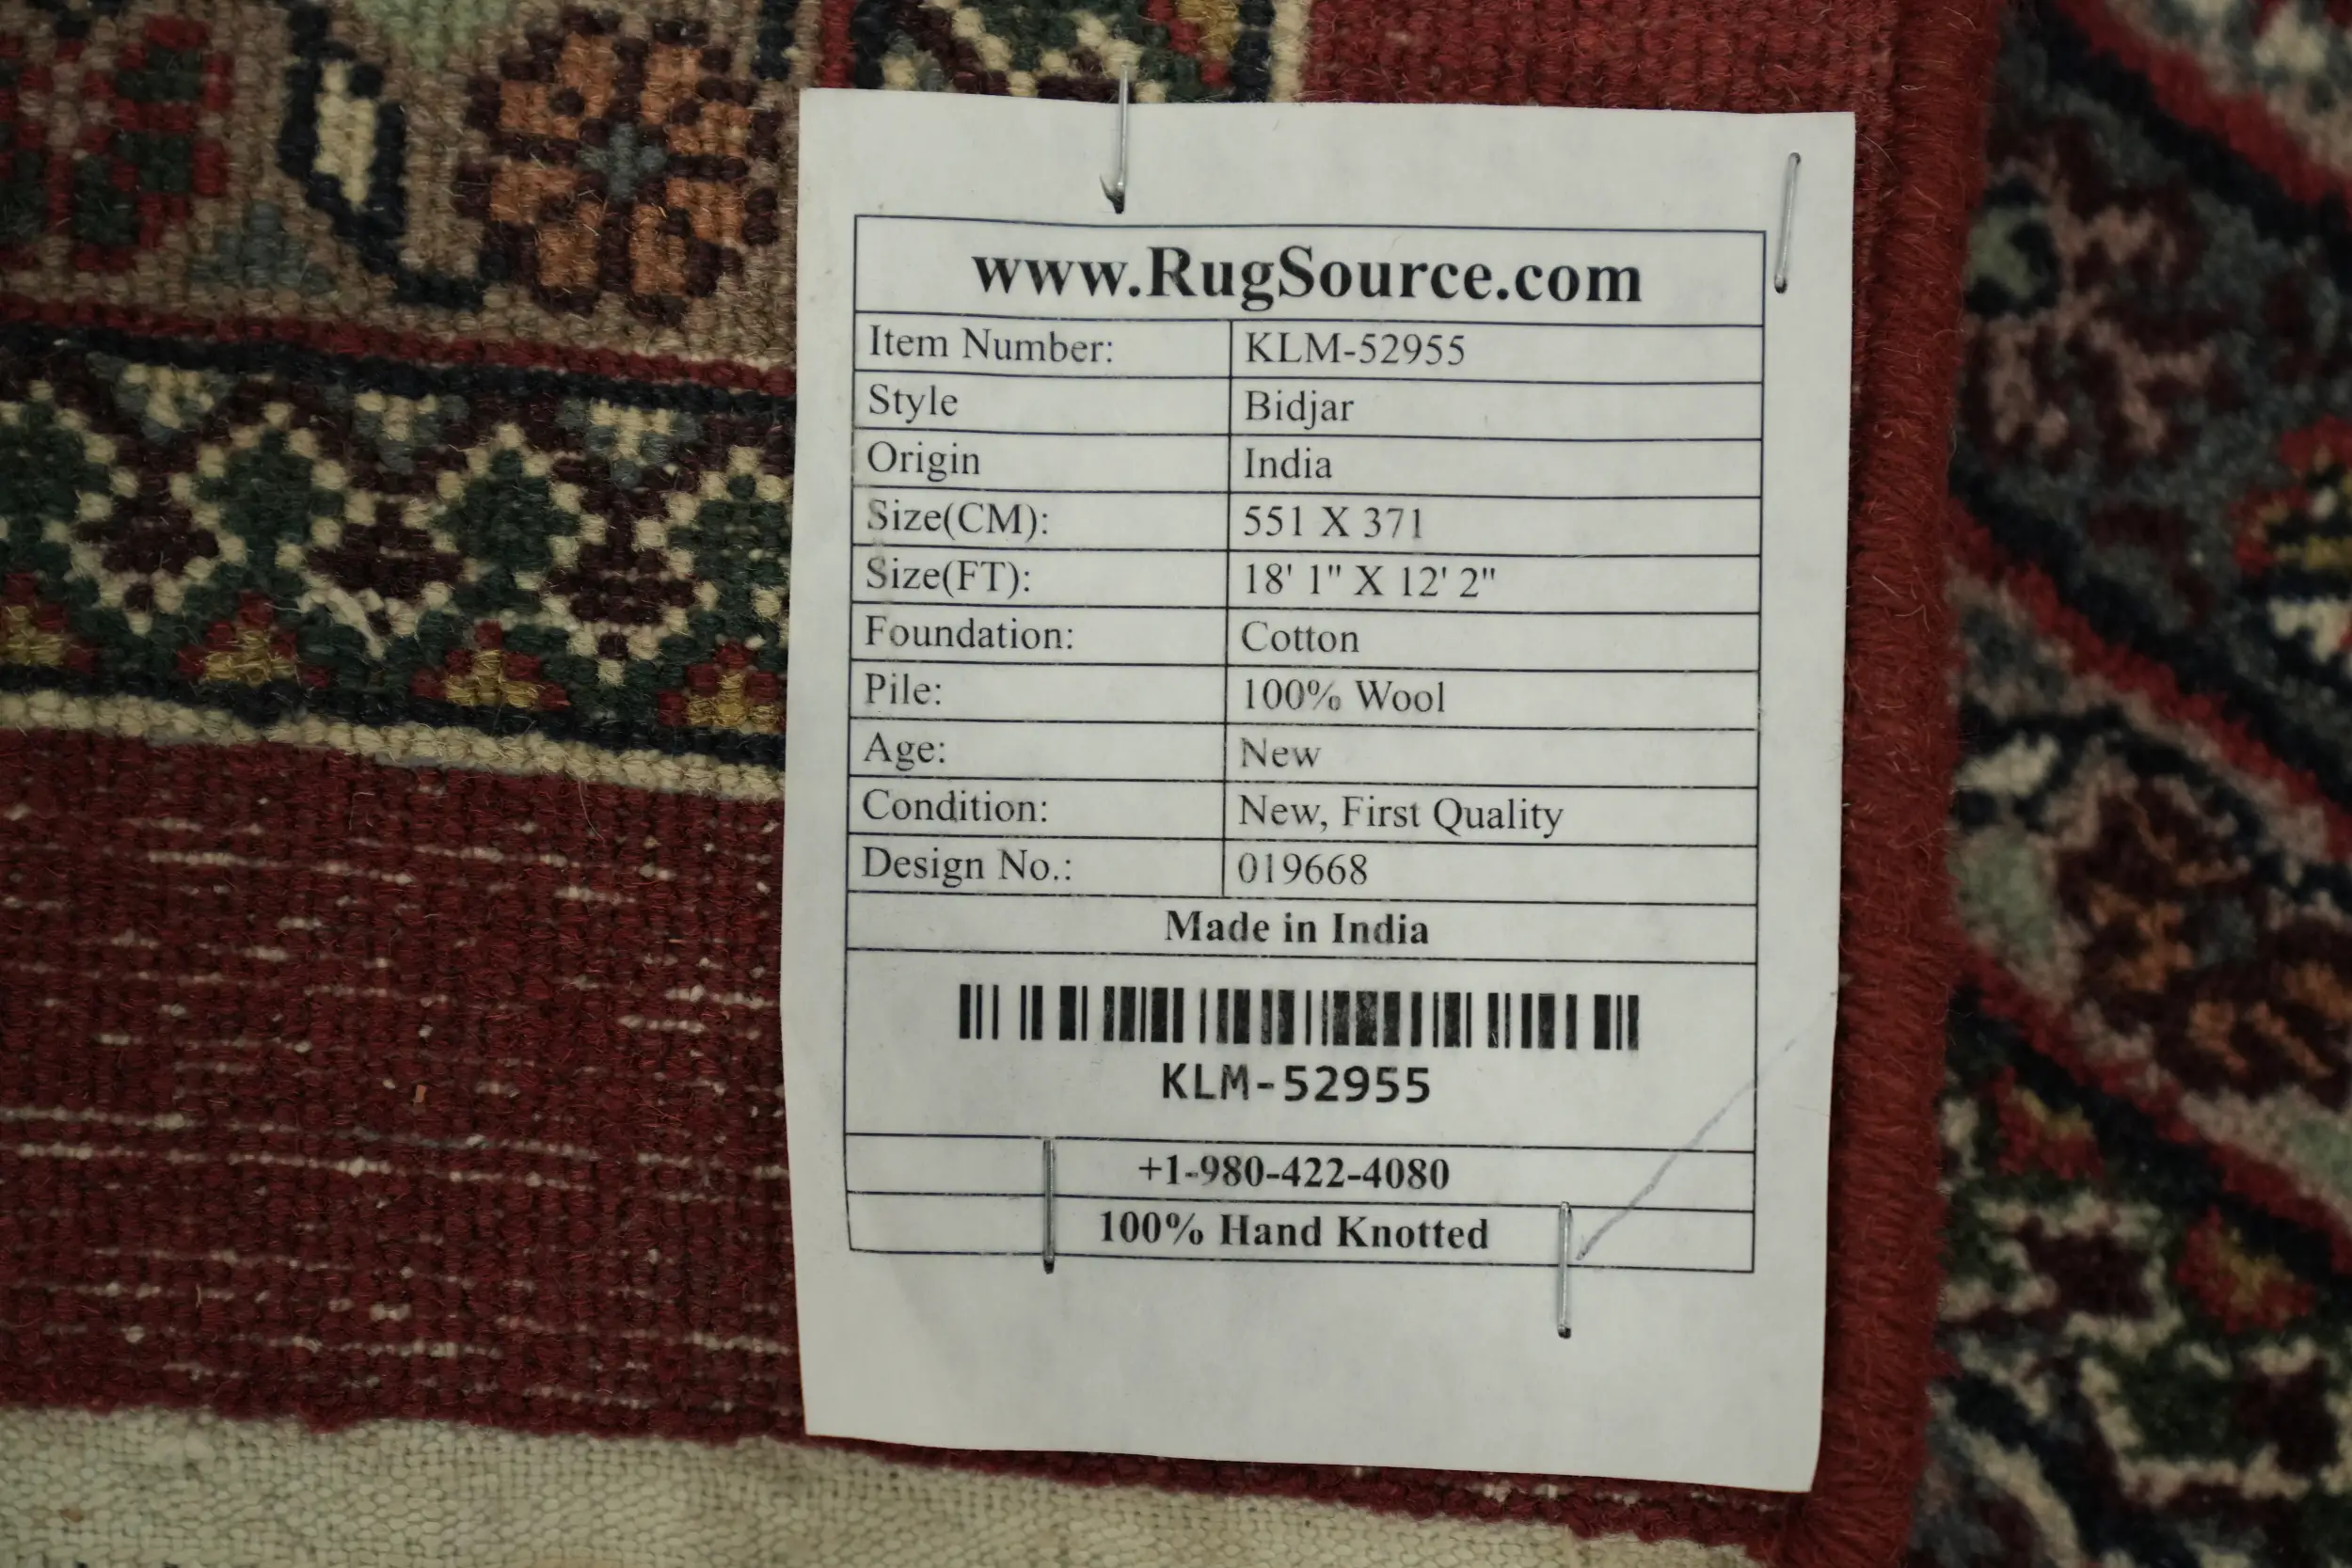 www.RugSource.com
Item Number: KLM-52955
Style Bidjar
Origin India
Size(CM): 551 X 371
Size(FT): 18' 1" X 12' 2"
Foundation: Cotton
Pile: 100% Wool
Age: New
Condition: New, First Quality
Design No.: 019668
Made in India
KLM-52955
+1-980-422-4080
100% Hand Knotted